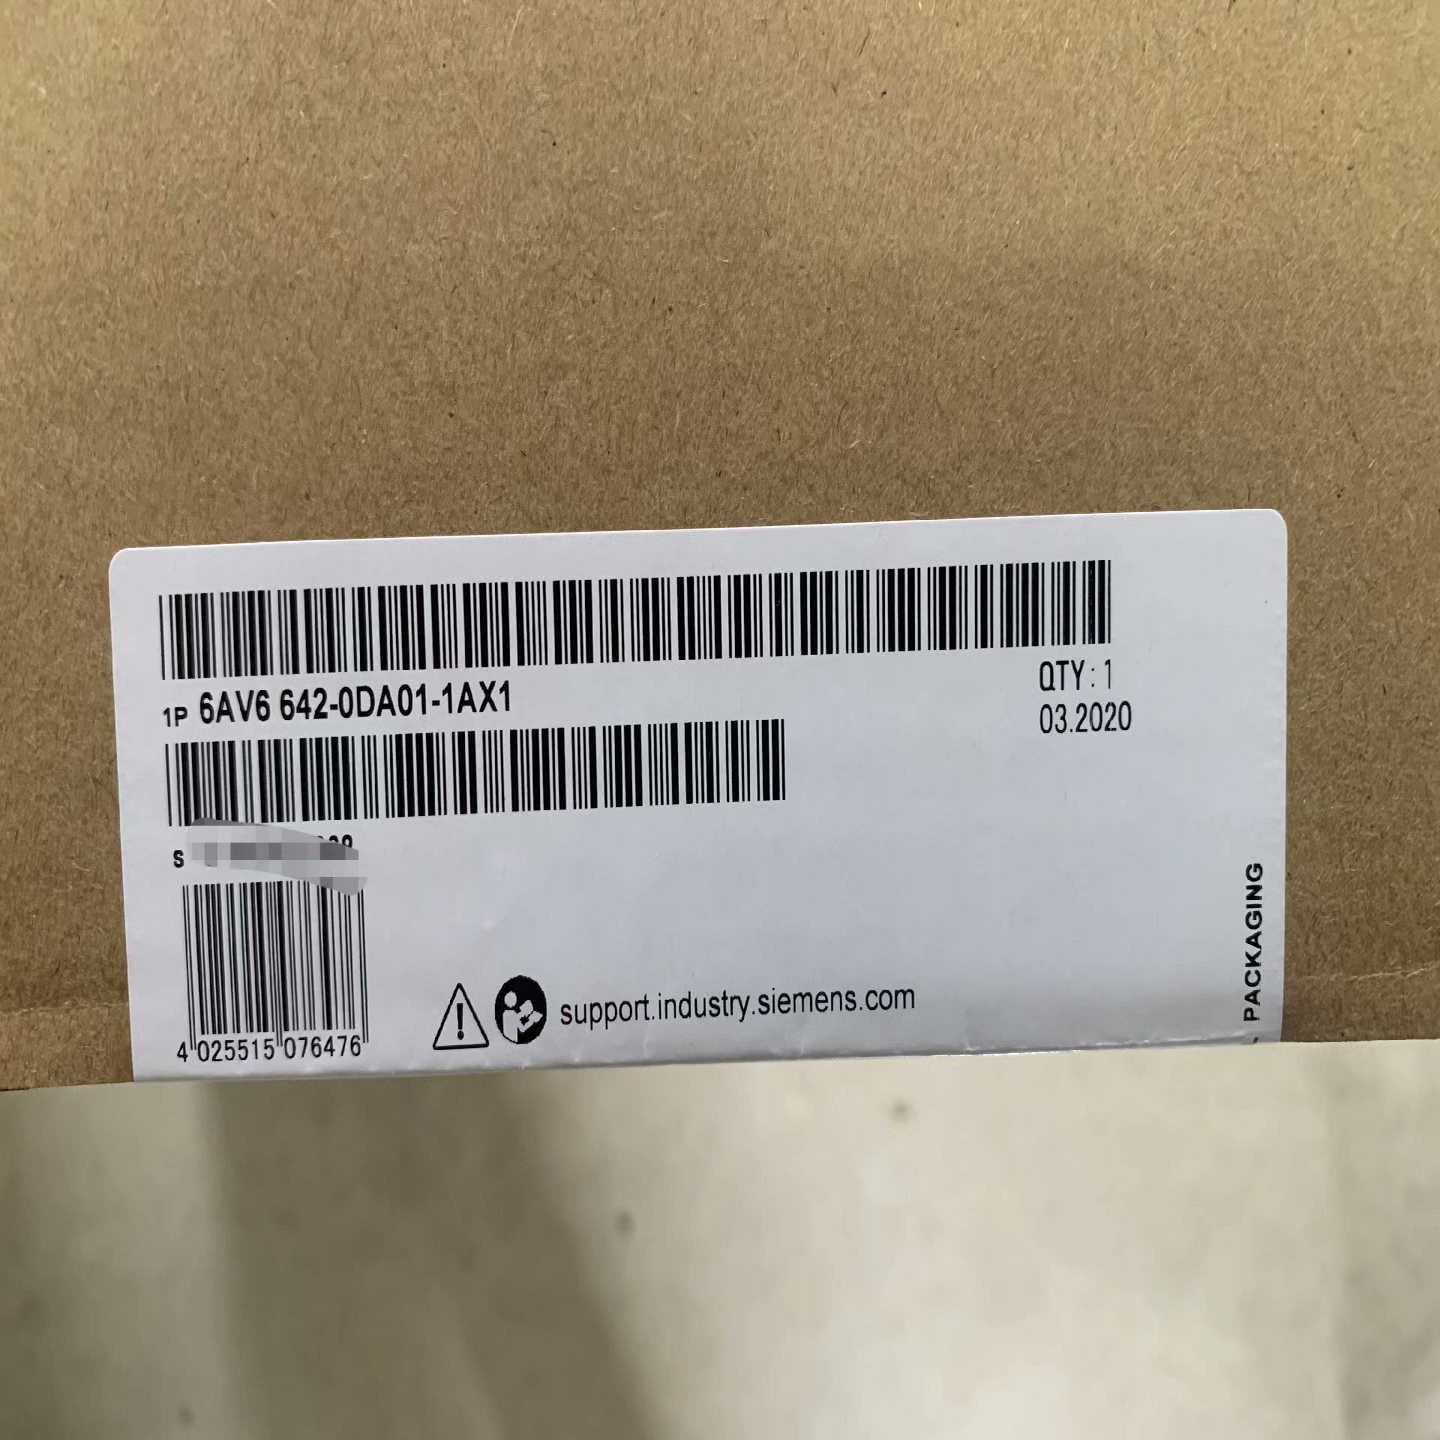 1P 6AV6 642-0DA01-1AX1
QTY: 1
03.2020
S
4 025515 076476
support.industry.siemens.com
PACKAGING